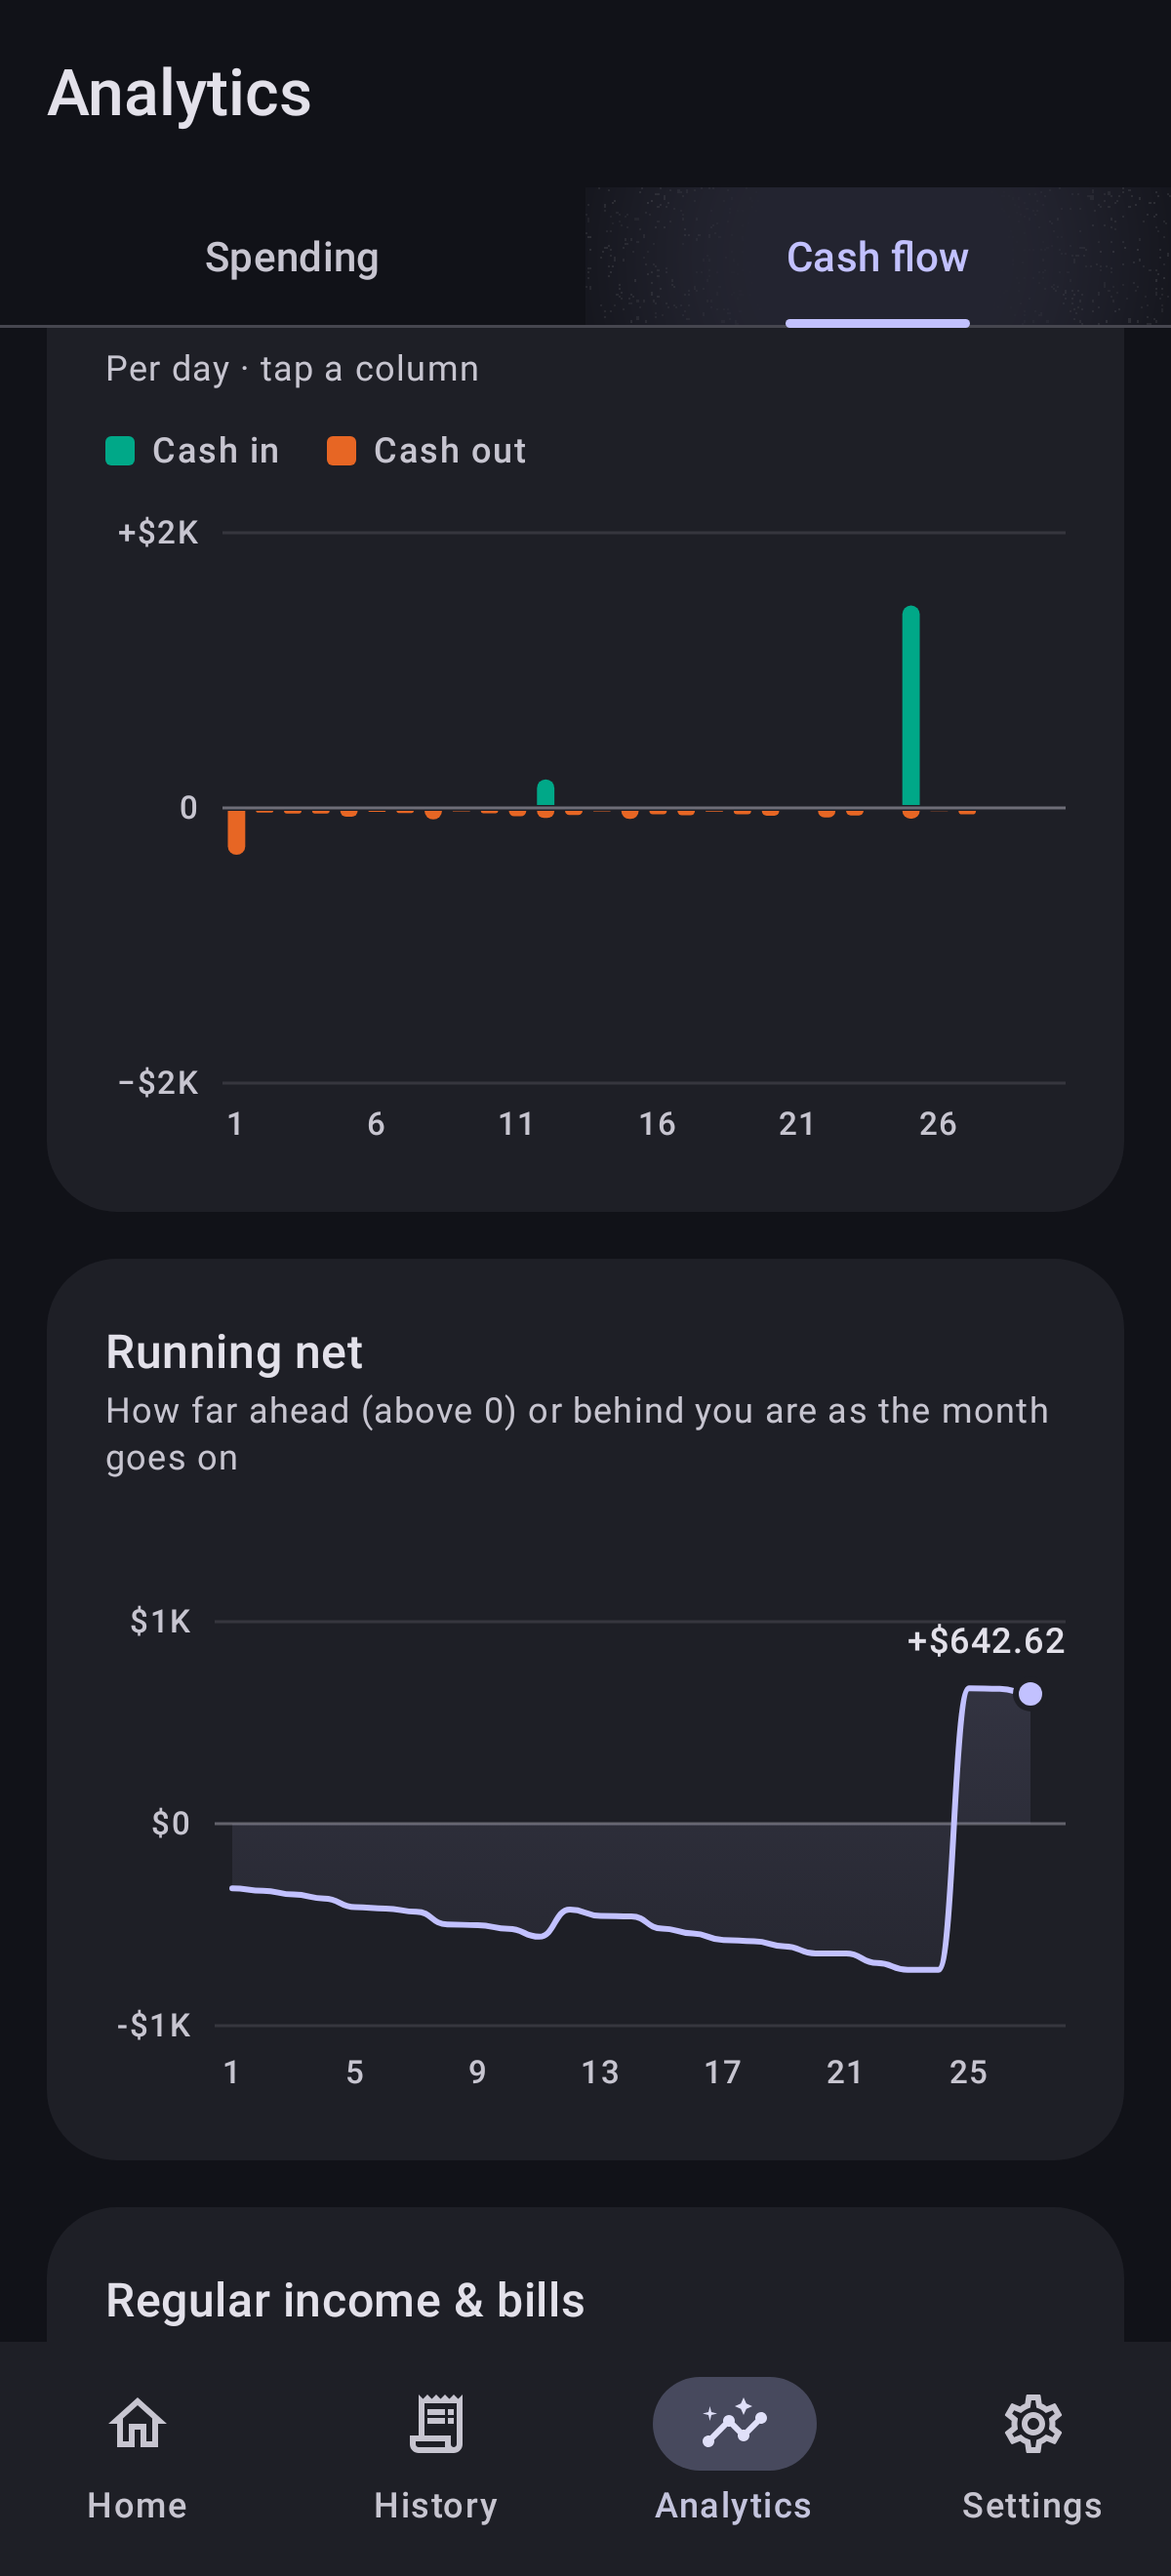 Analytics
Spending
Cash flow
Per day · tap a column
Cash in
Cash out
+$2K
0
−$2K
1 6 11 16 21 26
Running net
How far ahead (above 0) or behind you are as the month
goes on
$1K
+$642.62
$0
-$1K
1 5 9 13 17 21 25
Regular income & bills
Home
History
Analytics
Settings